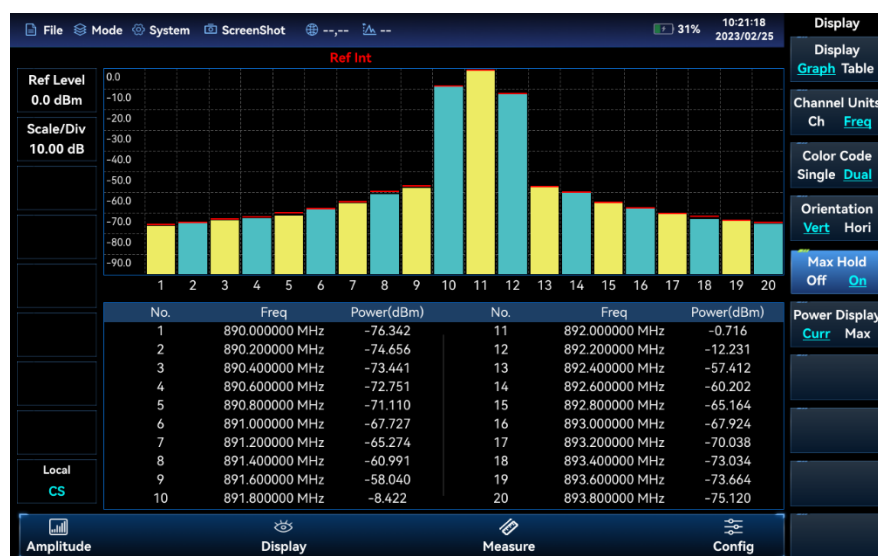 File Mode System ScreenShot --,-- -- 31% 10:21:18
2023/02/25
Ref Int
Ref Level
0.0 dBm
Scale/Div
10.00 dB
Local
CS
0.0
-10.0
-20.0
-30.0
-40.0
-50.0
-60.0
-70.0
-80.0
-90.0
1 2 3 4 5 6 7 8 9 10 11 12 13 14 15 16 17 18 19 20
No. Freq Power(dBm) No. Freq Power(dBm)
1 890.000000 MHz -76.342 11 892.000000 MHz -0.716
2 890.200000 MHz -74.656 12 892.200000 MHz -12.231
3 890.400000 MHz -73.441 13 892.400000 MHz -57.412
4 890.600000 MHz -72.751 14 892.600000 MHz -60.202
5 890.800000 MHz -71.110 15 892.800000 MHz -65.164
6 891.000000 MHz -67.727 16 893.000000 MHz -67.924
7 891.200000 MHz -65.274 17 893.200000 MHz -70.038
8 891.400000 MHz -60.991 18 893.400000 MHz -73.034
9 891.600000 MHz -58.040 19 893.600000 MHz -73.664
10 891.800000 MHz -8.422 20 893.800000 MHz -75.120
Display
Display
Graph Table
Channel Units
Ch Freq
Color Code
Single Dual
Orientation
Vert Hori
Max Hold
Off On
Power Display
Curr Max
Amplitude Display Measure Config